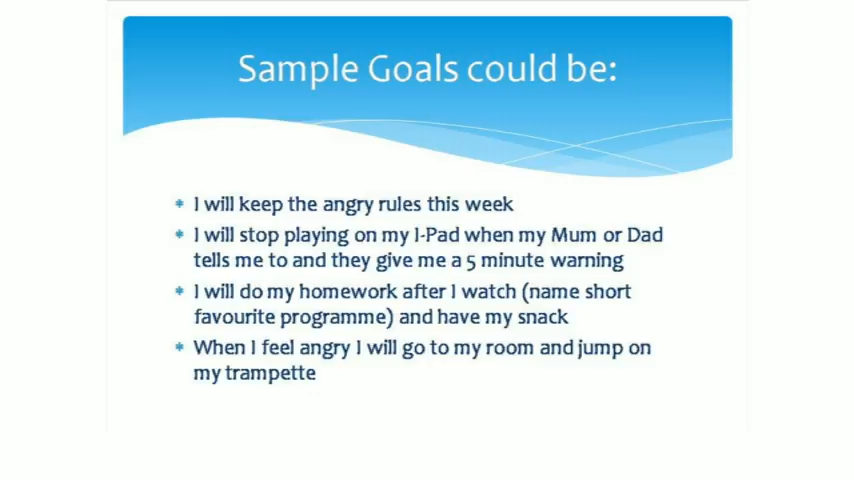 Sample Goals could be:
* I will keep the angry rules this week
* I will stop playing on my I-Pad when my Mum or Dad
tells me to and they give me a 5 minute warning
* I will do my homework after I watch (name short
favourite programme) and have my snack
* When I feel angry I will go to my room and jump on
my trampette